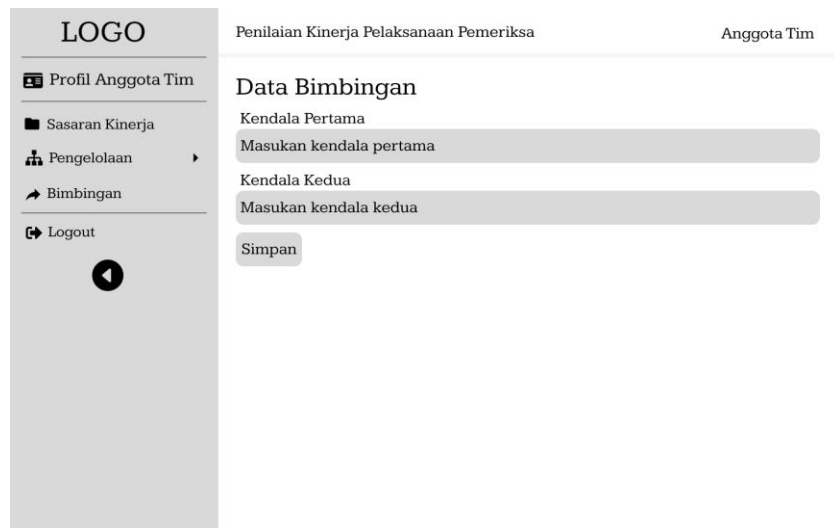 LOGO
Profil Anggota Tim
Sasaran Kinerja
Pengelolaan
Bimbingan
Logout
Penilaian Kinerja Pelaksanaan Pemeriksa
Anggota Tim
Data Bimbingan
Kendala Pertama
Masukan kendala pertama
Kendala Kedua
Masukan kendala kedua
Simpan